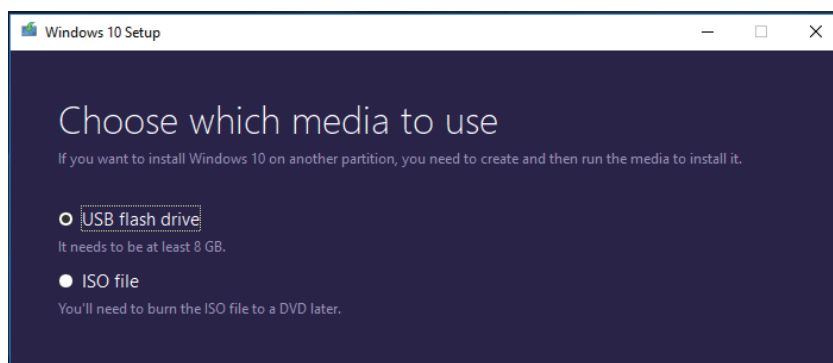 Windows 10 Setup
Choose which media to use
If you want to install Windows 10 on another partition, you need to create and then run the media to install it.
USB flash drive
It needs to be at least 8 GB.
ISO file
You'll need to burn the ISO file to a DVD later.